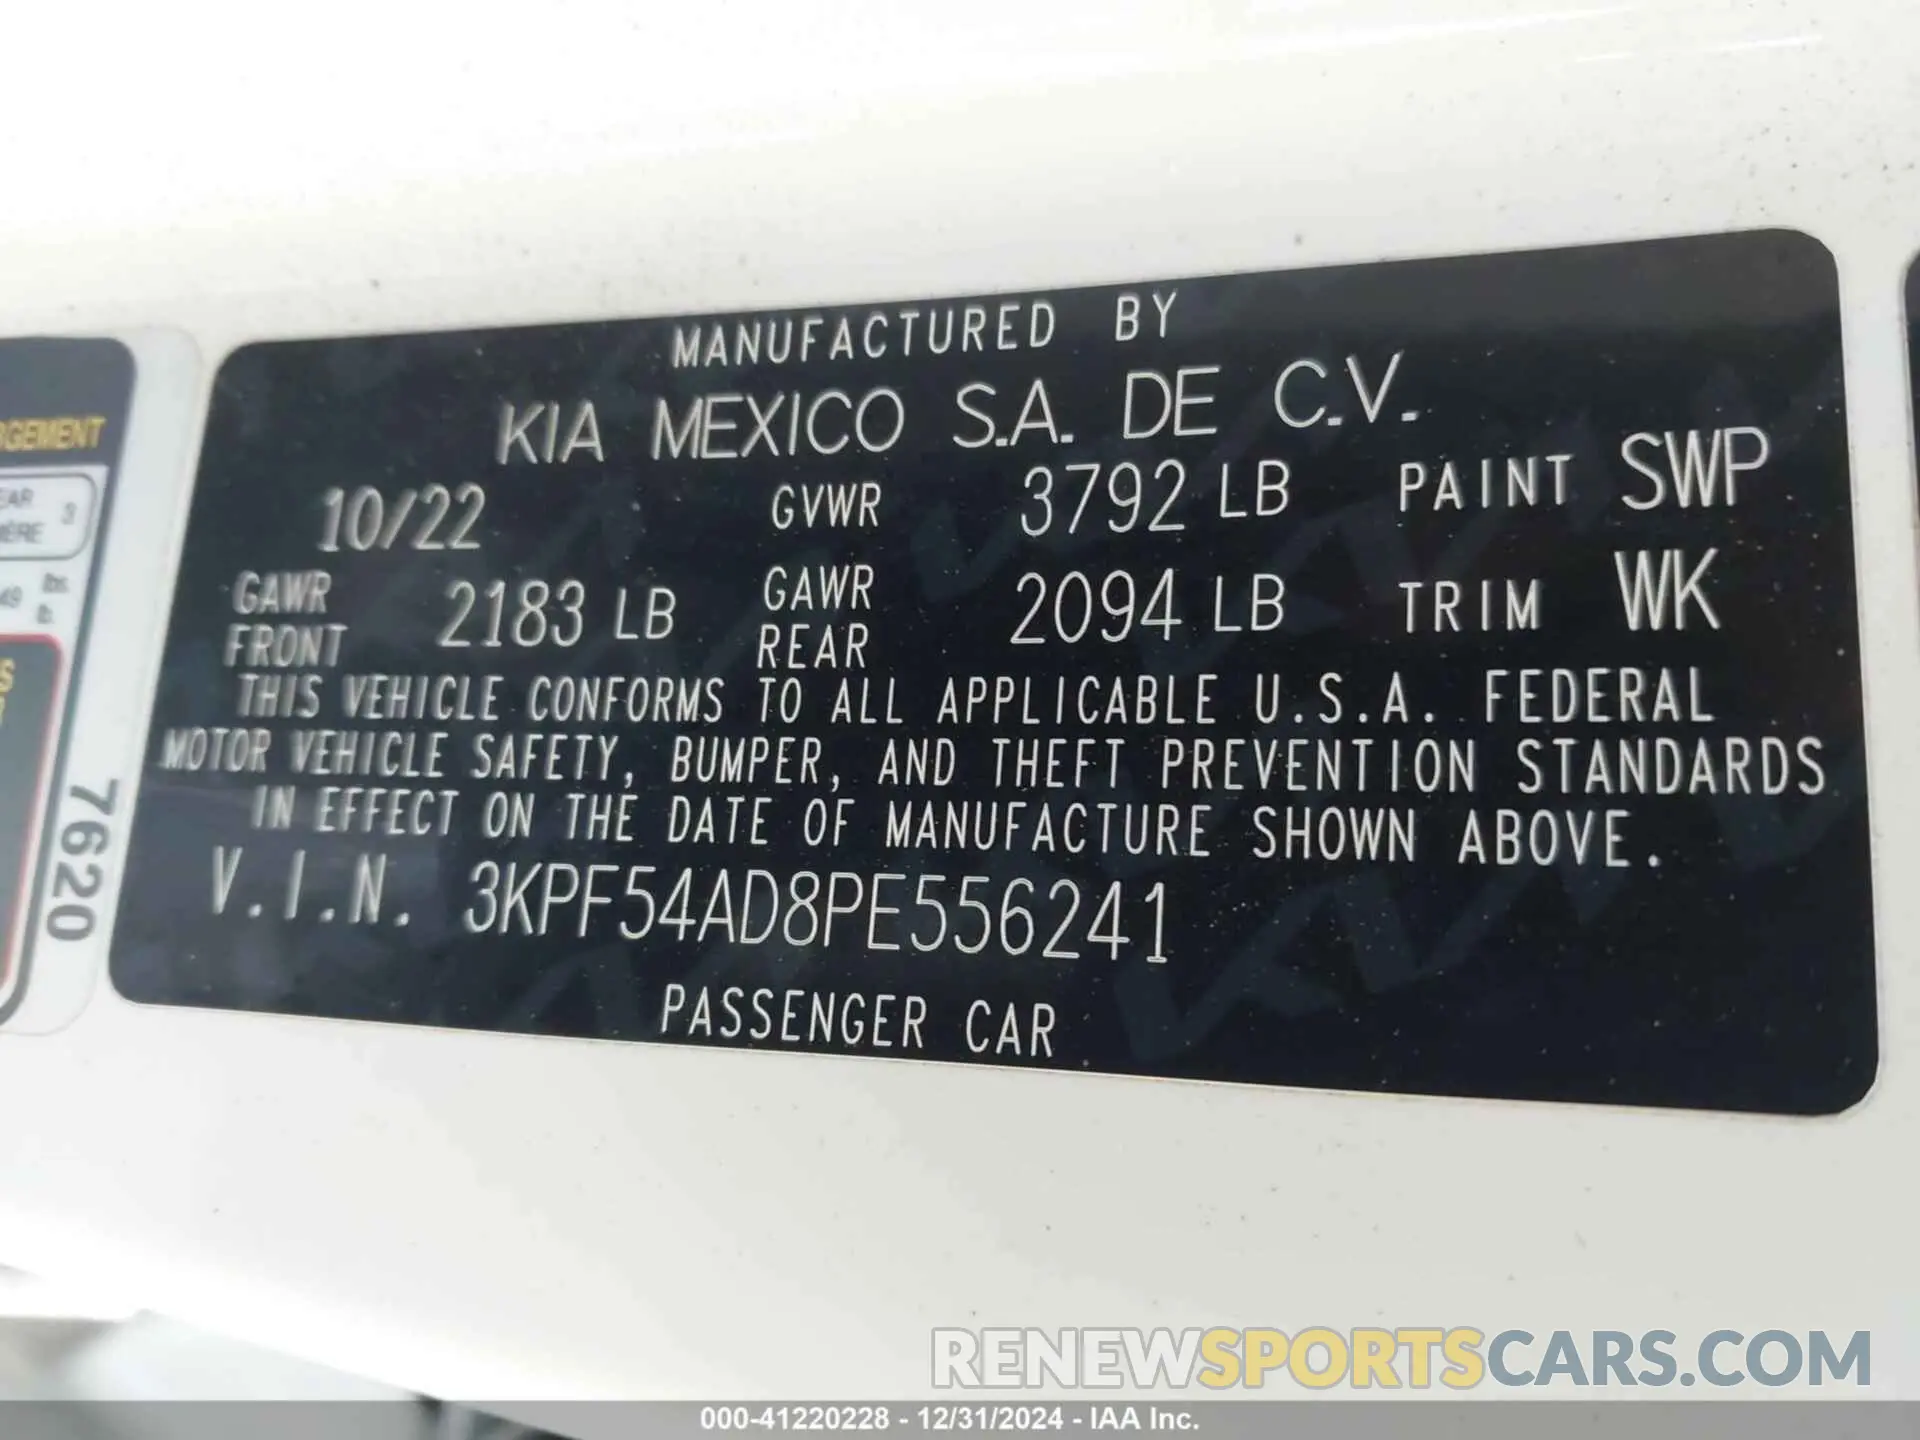 MANUFACTURED BY
KIA MEXICO S.A. DE C.V.
10/22 GVWR 3792 LB PAINT SWP
GAWR FRONT 2183 LB GAWR REAR 2094 LB TRIM WK
THIS VEHICLE CONFORMS TO ALL APPLICABLE U.S.A. FEDERAL
MOTOR VEHICLE SAFETY, BUMPER, AND THEFT PREVENTION STANDARDS
IN EFFECT ON THE DATE OF MANUFACTURE SHOWN ABOVE.
V.I.N. 3KPF54AD8PE556241
PASSENGER CAR
3
lbs.
lb.
7620
RENEWSPORTSCARS.COM
000-41220228 - 12/31/2024 - IAA Inc.